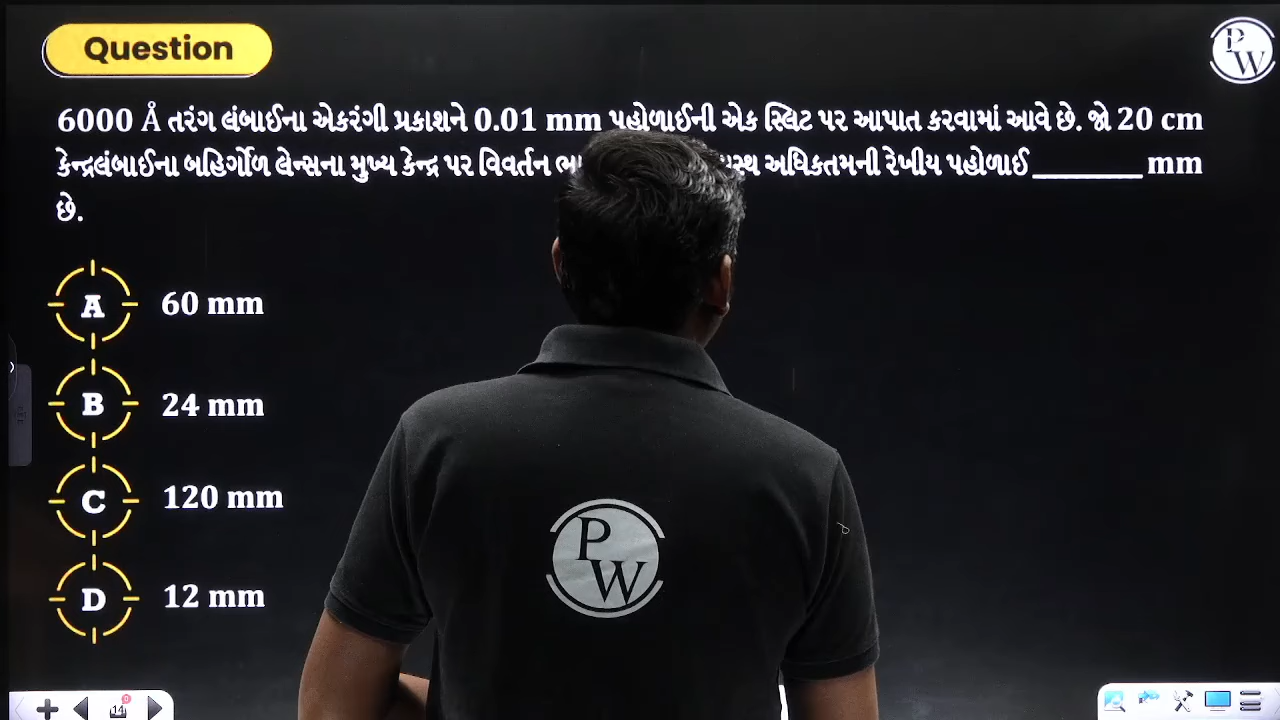 Question
PW
6000 Å તરંગ લંબાઈના એકરંગી પ્રકાશને 0.01 mm પહોળાઈની એક સ્લિટ પર આપાત કરવામાં આવે છે. જો 20 cm
કેન્દ્રલંબાઈના બહિર્ગોળ લેન્સના મુખ્ય કેન્દ્ર પર વિવર્તન અધિકતમની રેખીય પહોળાઈ ________ mm
છે.
A 60 mm
B 24 mm
C 120 mm
D 12 mm
PW
14